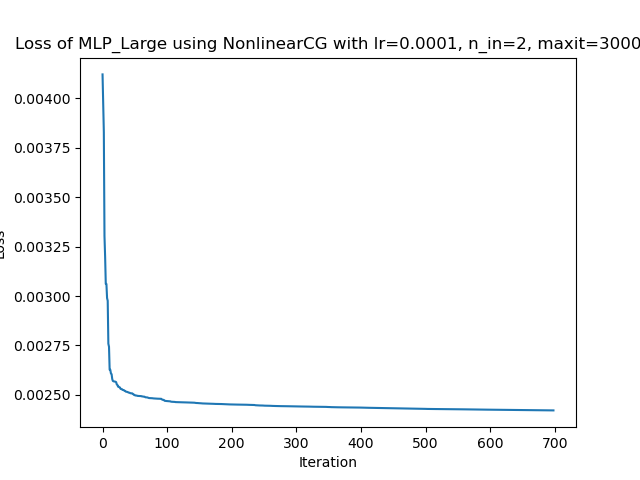 Loss of MLP_Large using NonlinearCG with lr=0.0001, n_in=2, maxit=3000
0.00400
0.00375
0.00350
0.00325
Loss
0.00300
0.00275
0.00250
0 100 200 300 400 500 600 700
Iteration